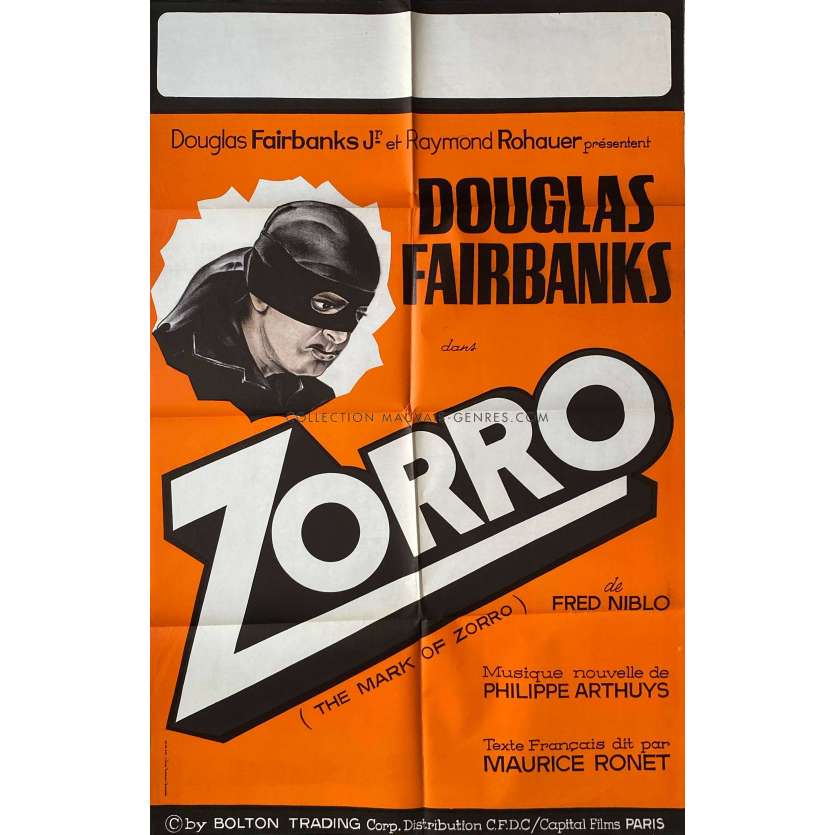 Douglas Fairbanks Jr et Raymond Rohauer présentent
DOUGLAS
FAIRBANKS
dans
COLLECTION MAUVAIS-GENRES.COM
ZORRO
(THE MARK OF ZORRO)
de
FRED NIBLO
Musique nouvelle de
PHILIPPE ARTHUYS
Texte Français dit par
MAURICE RONET
© by BOLTON TRADING Corp. Distribution C.F.D.C/Capital Films PARIS